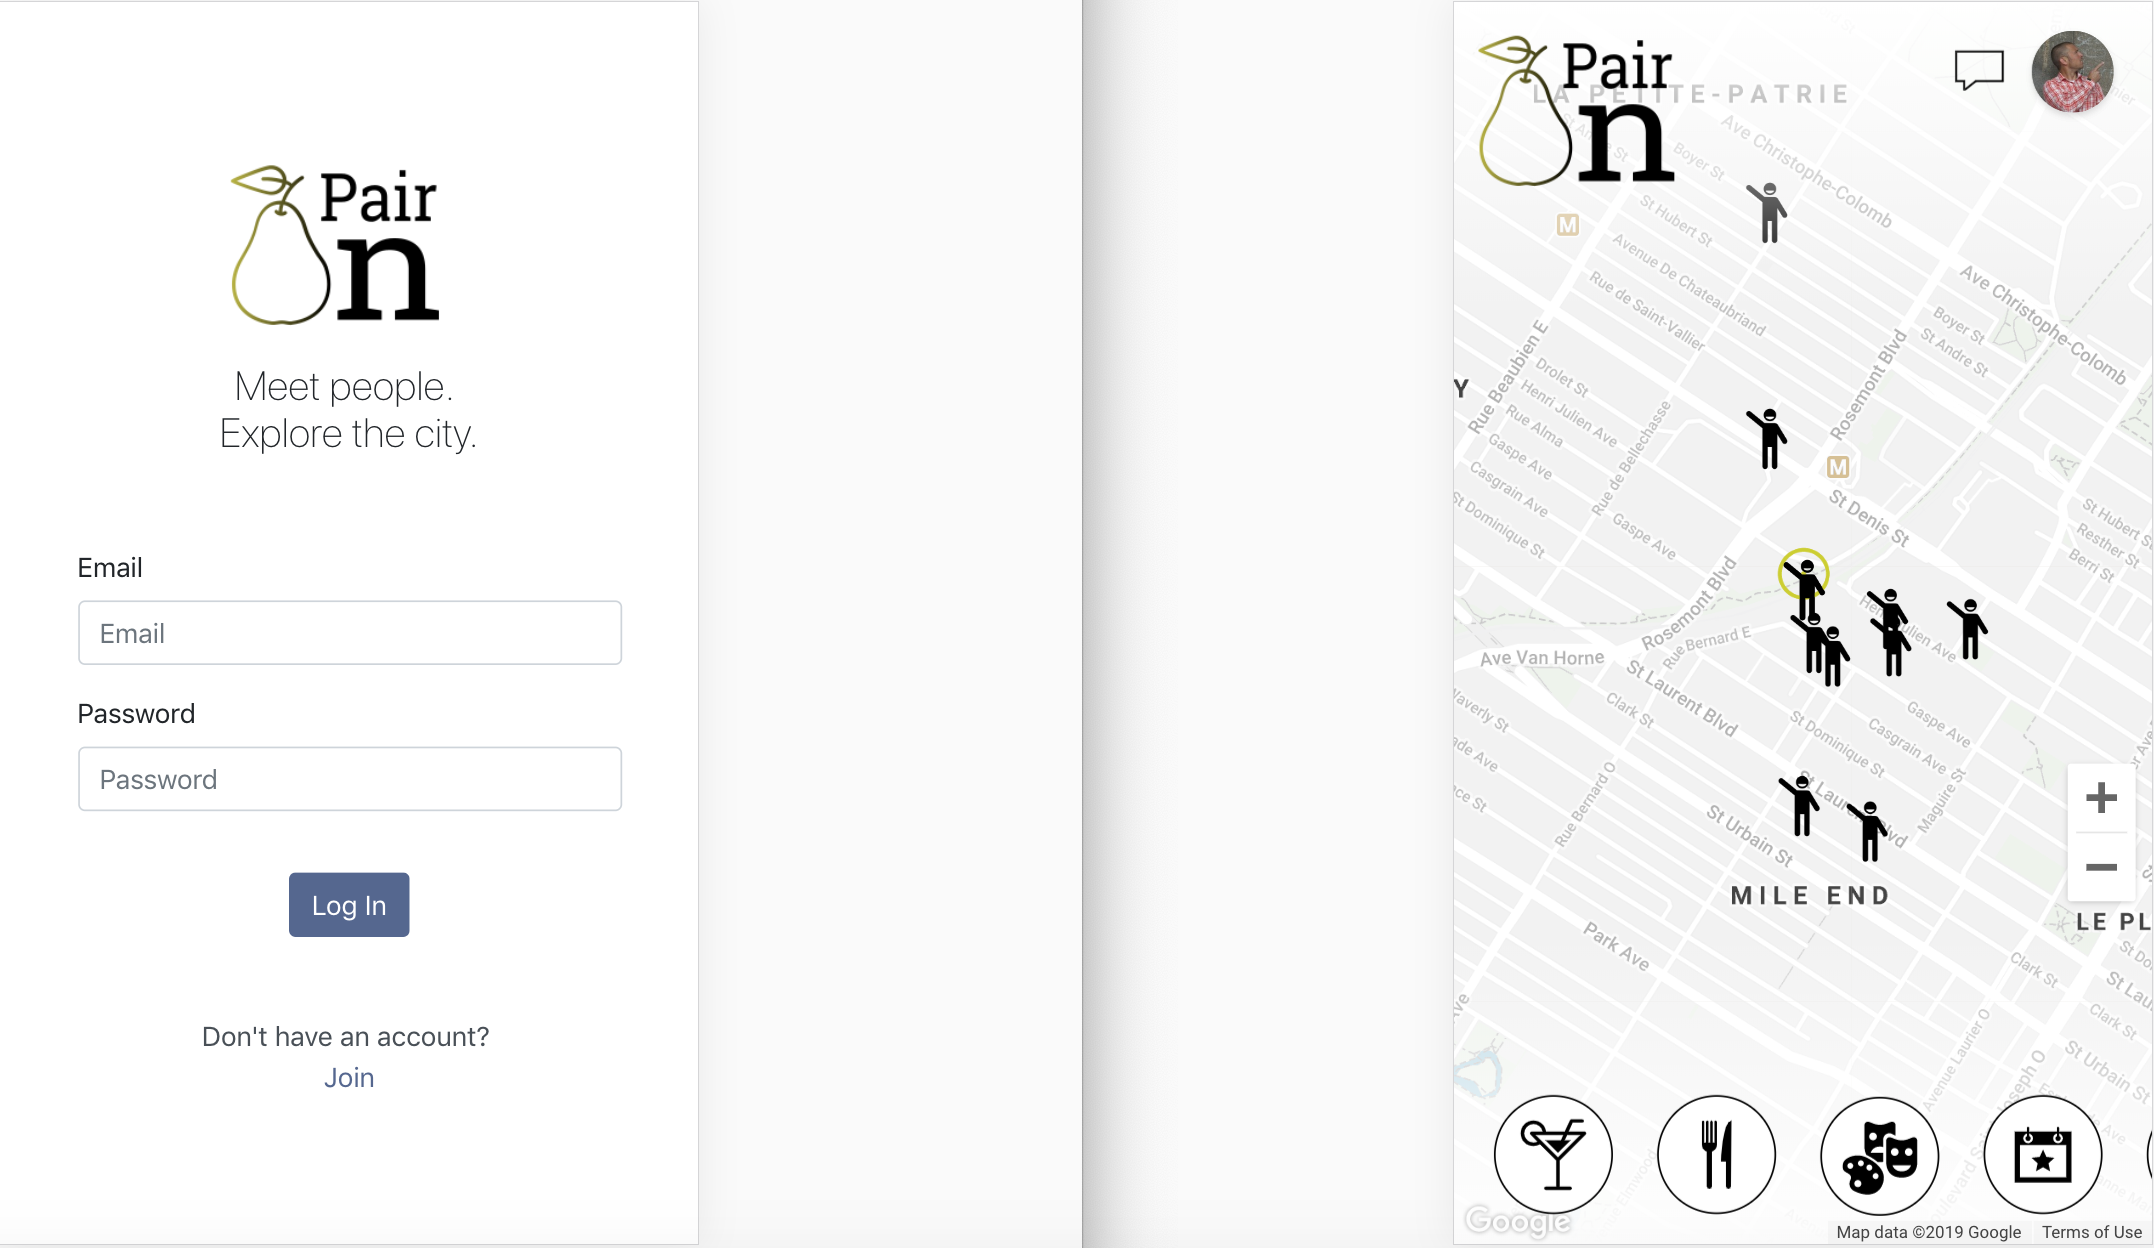 Pair
n
Meet people.
Explore the city.
Email
Email
Password
Password
Log In
Don't have an account?
Join
Pair
n
LA PETITE-PATRIE
Ave Christophe-Colomb
Boyer St
St Hubert St
M
Avenue De Chateaubriand
Rue de Saint-Vallier
Ave Christophe-Colomb
Boyer St
St Andre St
Rue Beaubien E
Rosemont Blvd
Y
Drolet St
Henri Julien Ave
Rue Alma
Gaspe Ave
Casgrain Ave
St Dominique St
Rue de Bellechasse
Gaspe Ave
M
St Denis St
St Hubert St
Resther St
Berri St
Rosemont Blvd
Rue Bernard E
Ave Van Horne
St Laurent Blvd
Clark St
Waverly St
St Dominique St
Casgrain Ave
Gaspe Ave
Maguire St
Rue Bernard O
St Urbain St
MILE END
LE PL
Park Ave
Clark St
Clark St
St Urbain St
Avenue Laurier O
Google
Map data ©2019 Google
Terms of Use